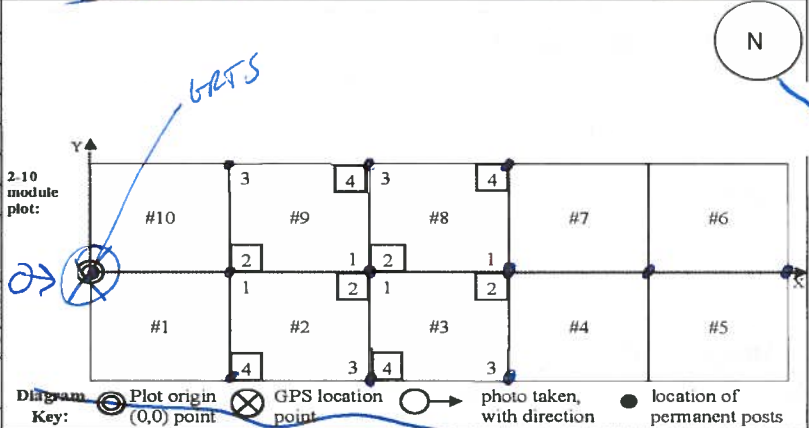 N
GRTS
Y
2-10
module
plot:
3 4 3 4
#10 #9 #8 #7 #6
2 1 2 1
X
1 2 1 2
#1 #2 #3 #4 #5
4 3 4 3
Diagram Key: Plot origin (0,0) point
GPS location point
photo taken, with direction
location of permanent posts